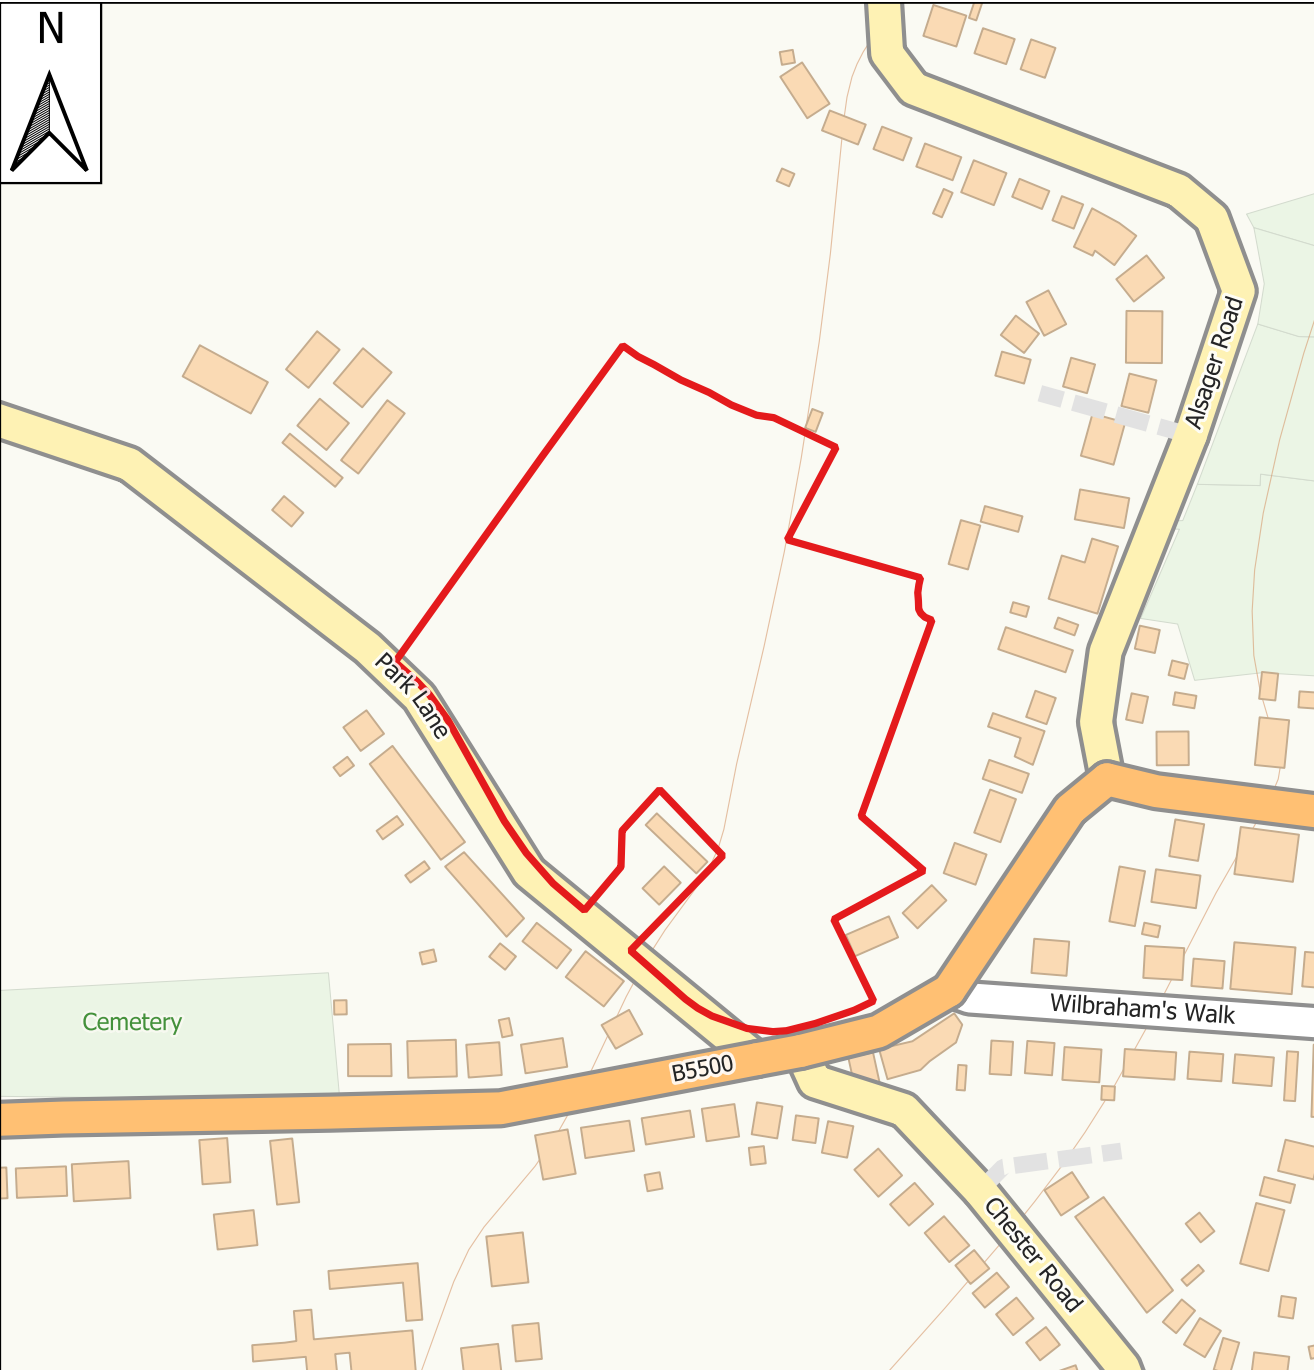 N
Alsager Road
Park Lane
Wilbraham's Walk
Cemetery
B5500
Chester Road